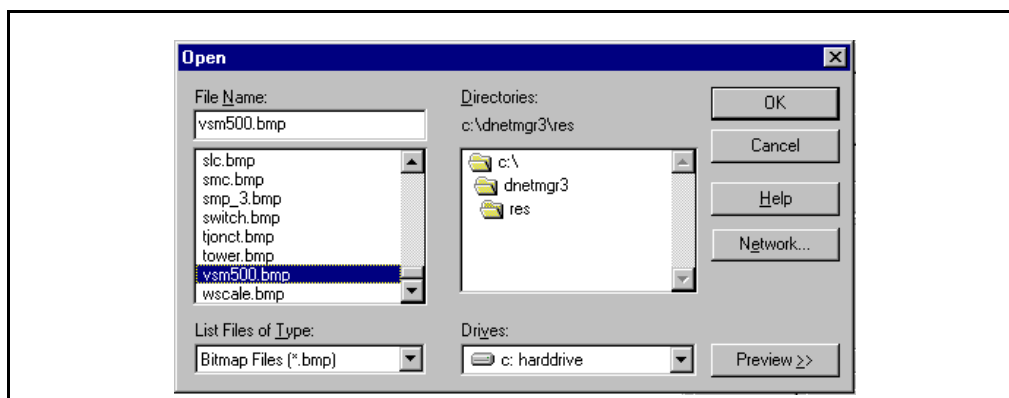 Open
File Name:
vsm500.bmp
slc.bmp
smc.bmp
smp_3.bmp
switch.bmp
tjonct.bmp
tower.bmp
vsm500.bmp
wscale.bmp
List Files of Type:
Bitmap Files (*.bmp)
Directories:
c:\dnetmgr3\res
c:\
dnetmgr3
res
Drives:
c: harddrive
OK
Cancel
Help
Network...
Preview >>